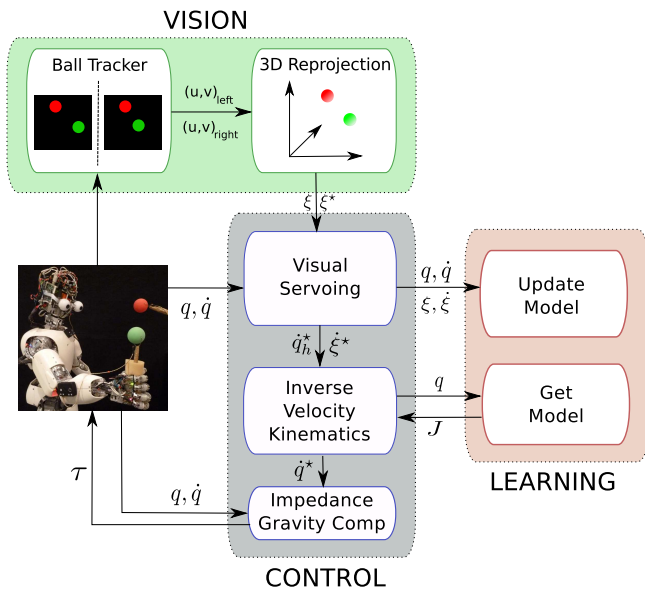 VISION
Ball Tracker
3D Reprojection
(u,v)left
(u,v)right
ξ ξ*
Visual
Servoing
q, q̇
q, q̇
ξ, ξ̇
Update
Model
q̇*h ξ̇*
Inverse
Velocity
Kinematics
q
J
Get
Model
LEARNING
q̇*
τ
q, q̇
Impedance
Gravity Comp
CONTROL